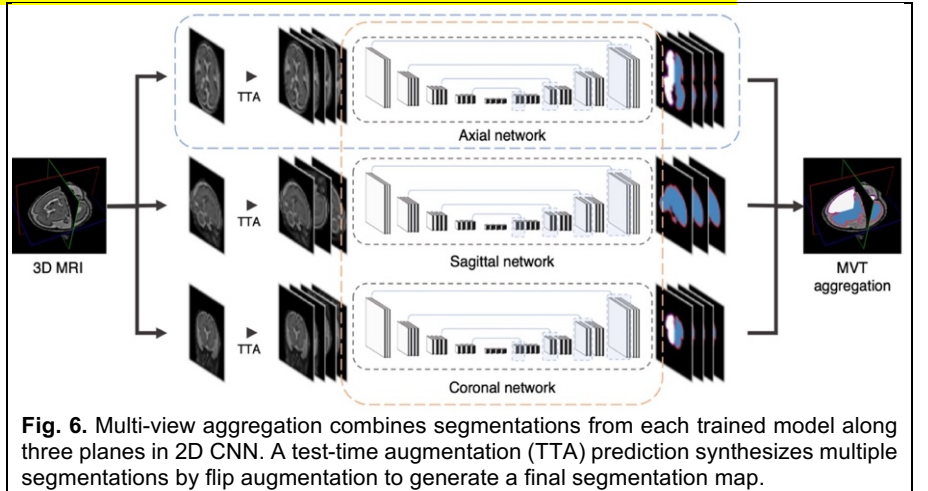 TTA
Axial network
3D MRI
TTA
Sagittal network
MVT
aggregation
TTA
Coronal network
Fig. 6. Multi-view aggregation combines segmentations from each trained model along
three planes in 2D CNN. A test-time augmentation (TTA) prediction synthesizes multiple
segmentations by flip augmentation to generate a final segmentation map.